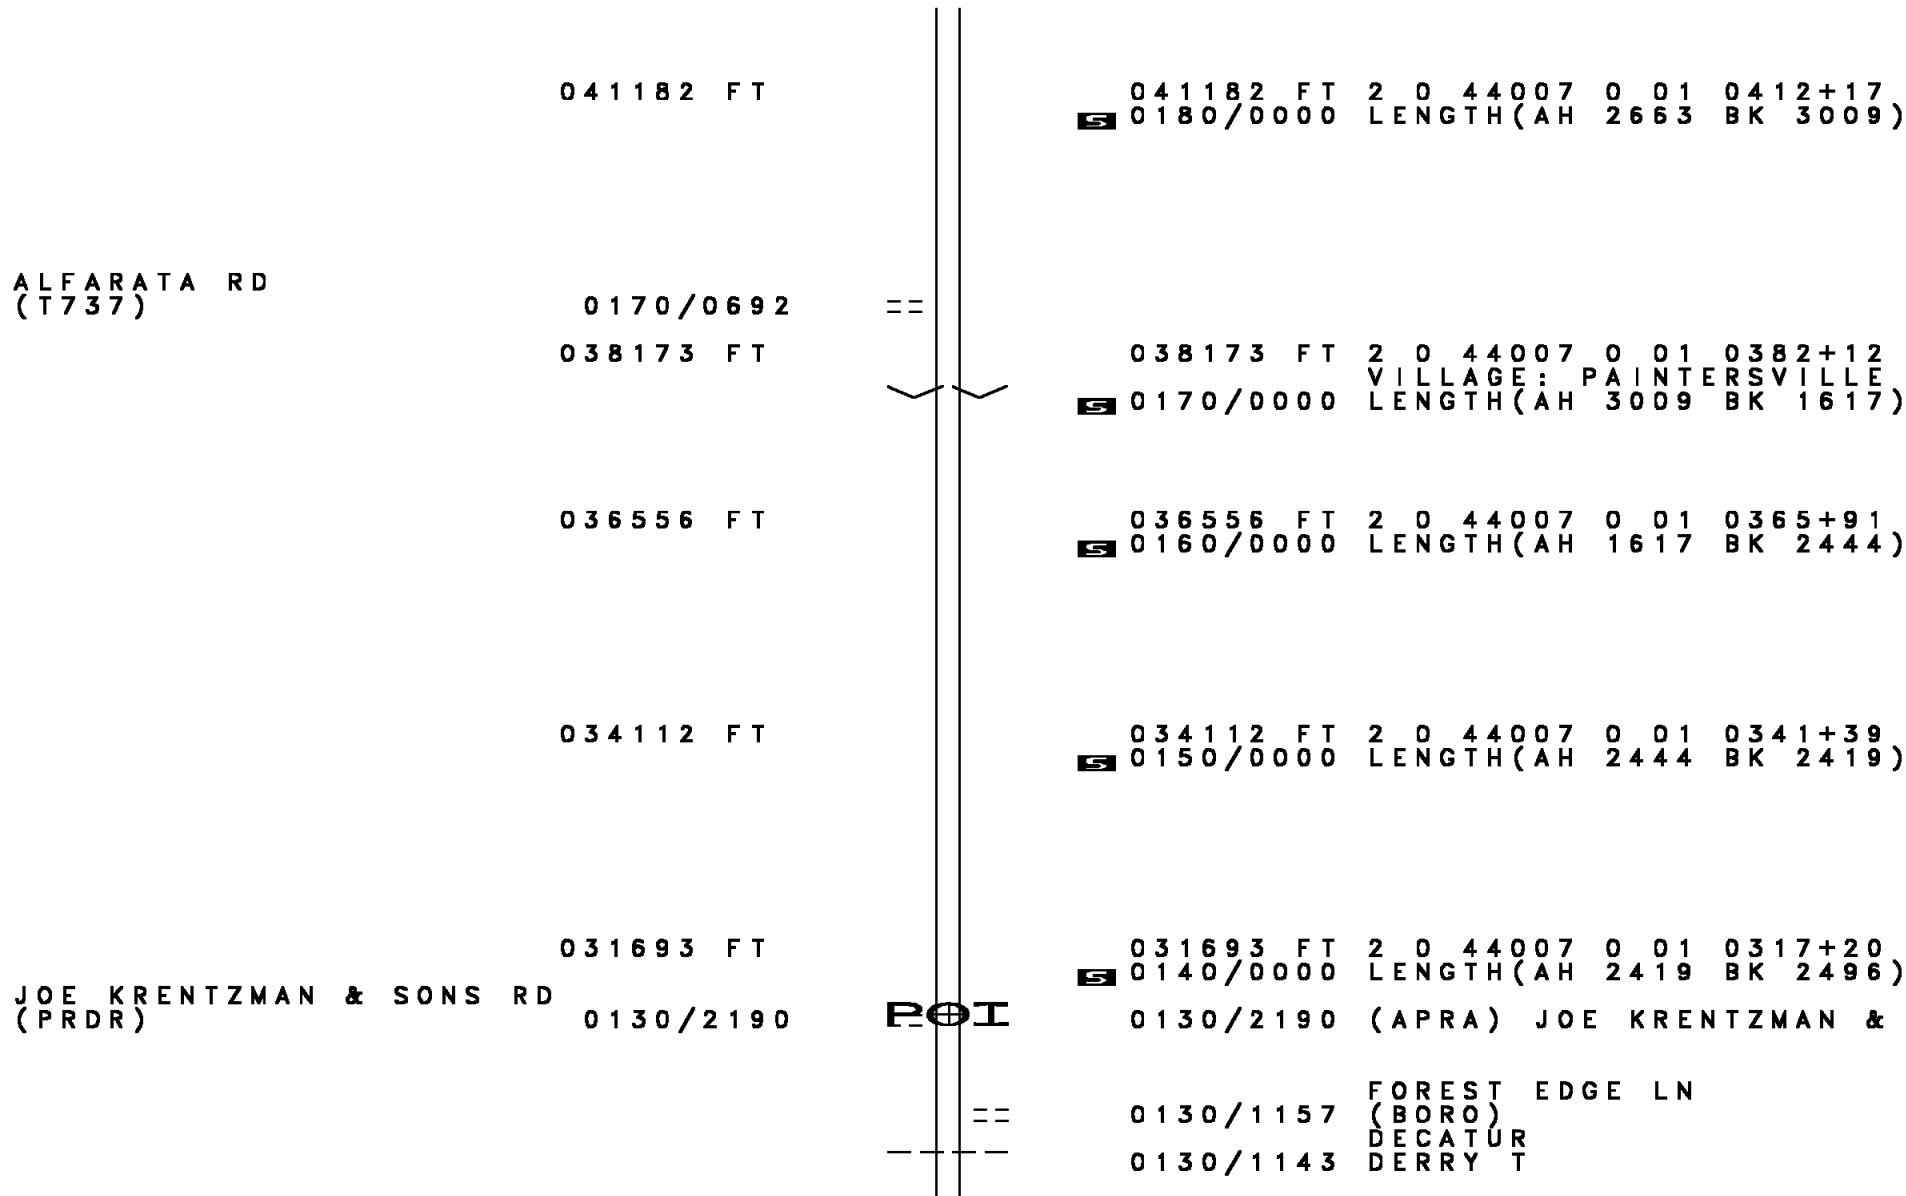 041182 FT 041182 FT 2 0 44007 0 01 0412+17
S 0180/0000 LENGTH(AH 2663 BK 3009)
ALFARATA RD
(T737) 0170/0692 ==
038173 FT 038173 FT 2 0 44007 0 01 0382+12
VILLAGE: PAINTERSVILLE
S 0170/0000 LENGTH(AH 3009 BK 1617)
036556 FT 036556 FT 2 0 44007 0 01 0365+91
S 0160/0000 LENGTH(AH 1617 BK 2444)
034112 FT 034112 FT 2 0 44007 0 01 0341+39
S 0150/0000 LENGTH(AH 2444 BK 2419)
031693 FT 031693 FT 2 0 44007 0 01 0317+20
S 0140/0000 LENGTH(AH 2419 BK 2496)
JOE KRENTZMAN & SONS RD
(PRDR) 0130/2190 POI 0130/2190 (APRA) JOE KRENTZMAN &
FOREST EDGE LN
== 0130/1157 (BORO)
DECATUR
0130/1143 DERRY T